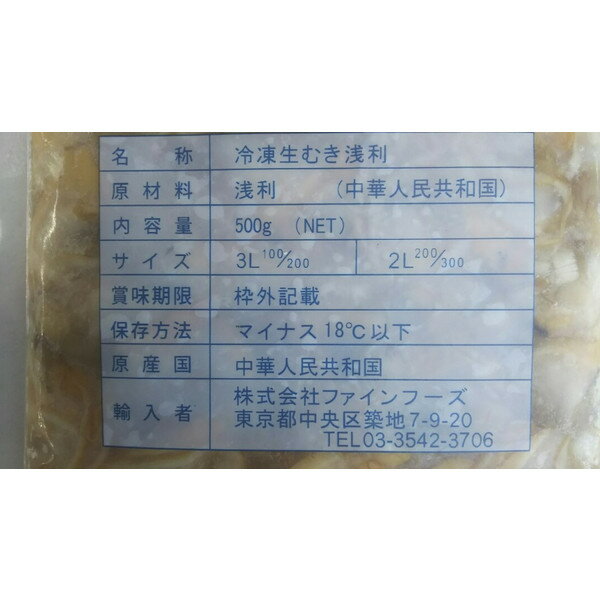 名称 冷凍生むき浅利
原材料 浅利 (中華人民共和国)
内容量 500g (NET)
サイズ 3L 100/200 2L 200/300
賞味期限 枠外記載
保存方法 マイナス18℃以下
原産国 中華人民共和国
輸入者 株式会社ファインフーズ
東京都中央区築地7-9-20
TEL03-3542-3706